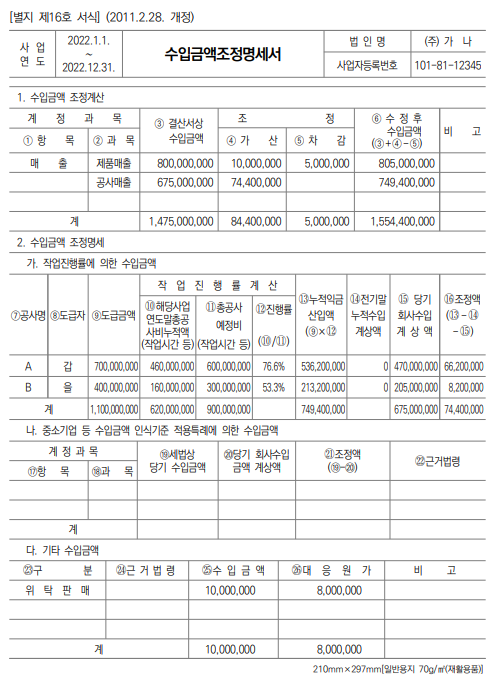 [별지 제16호 서식] (2011.2.28. 개정)
사 업 연 도 2022.1.1. ~ 2022.12.31. 수입금액조정명세서 법 인 명 (주) 가 나
사업자등록번호 101-81-12345
1. 수입금액 조정계산
계 정 과 목 ③ 결산서상 수입금액 조 정 ⑥ 수 정 후 수입금액 (③+④-⑤) 비 고
① 항 목 ② 과 목 ④ 가 산 ⑤ 차 감
매 출 제품매출 800,000,000 10,000,000 5,000,000 805,000,000
공사매출 675,000,000 74,400,000 749,400,000
계 1,475,000,000 84,400,000 5,000,000 1,554,400,000
2. 수입금액 조정명세
가. 작업진행률에 의한 수입금액
⑦공사명 ⑧도급자 ⑨도급금액 작 업 진 행 률 계 산 ⑬누적익금 산입액 (⑨×⑫) ⑭전기말 누적수입 계상액 ⑮ 당기 회사수입 계 상 액 ⑯조정액 (⑬-⑭-⑮)
⑩해당사업 연도말총공 사비누적액 (작업시간 등) ⑪총공사 예정비 (작업시간 등) ⑫진행률 (⑩/⑪)
A 갑 700,000,000 460,000,000 600,000,000 76.6% 536,200,000 0 470,000,000 66,200,000
B 을 400,000,000 160,000,000 300,000,000 53.3% 213,200,000 0 205,000,000 8,200,000
계 1,100,000,000 620,000,000 900,000,000 749,400,000 675,000,000 74,400,000
나. 중소기업 등 수입금액 인식기준 적용특례에 의한 수입금액
계 정 과 목 ⑲세법상 당기 수입금액 ⑳당기 회사수입 금액 계상액 ㉑조정액 (⑲-⑳) ㉒근거법령
⑰항 목 ⑱과 목
계
다. 기타 수입금액
㉓구 분 ㉔근 거 법 령 ㉕수 입 금 액 ㉖대 응 원 가 비 고
위 탁 판 매 10,000,000 8,000,000
계 10,000,000 8,000,000
210mm×297mm[일반용지 70g/㎡(재활용품)]